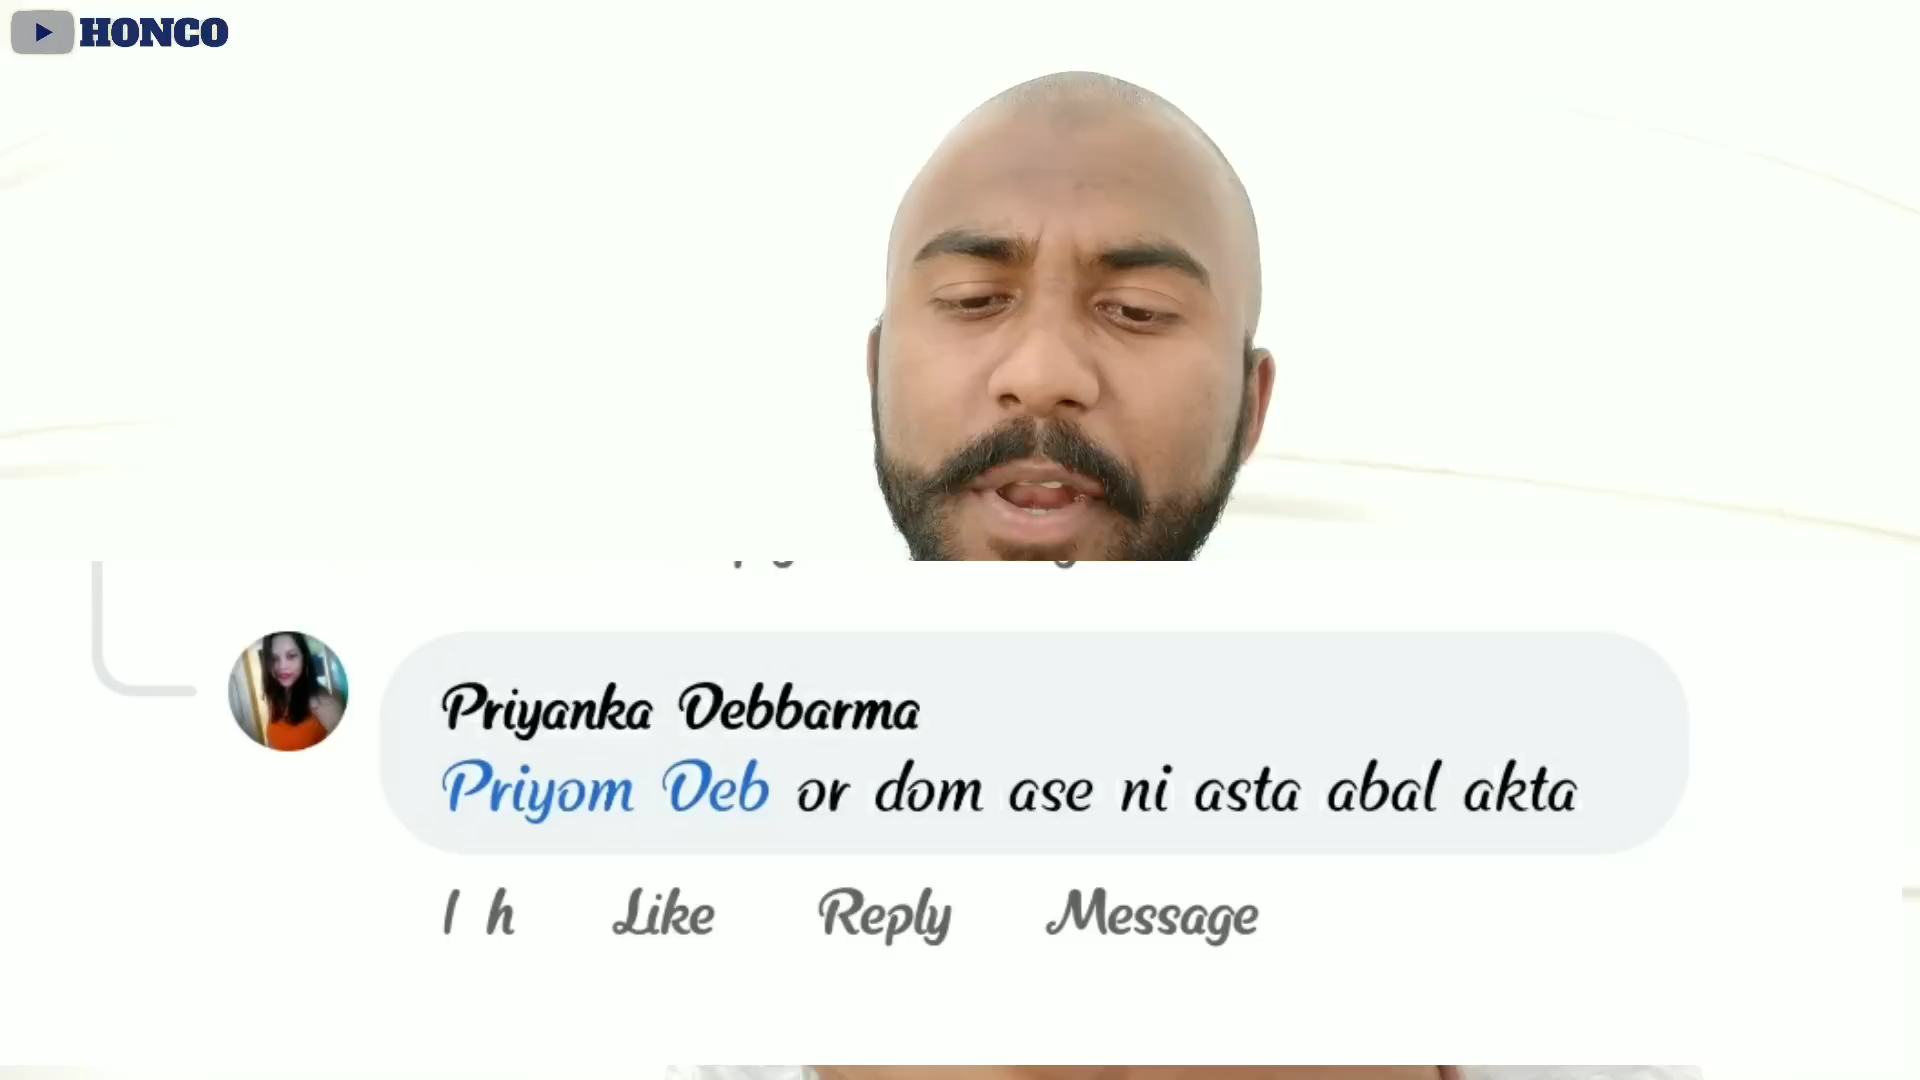 HONCO
Priyanka Debbarma
Priyom Deb or dom ase ni asta abal akta
1 h Like Reply Message